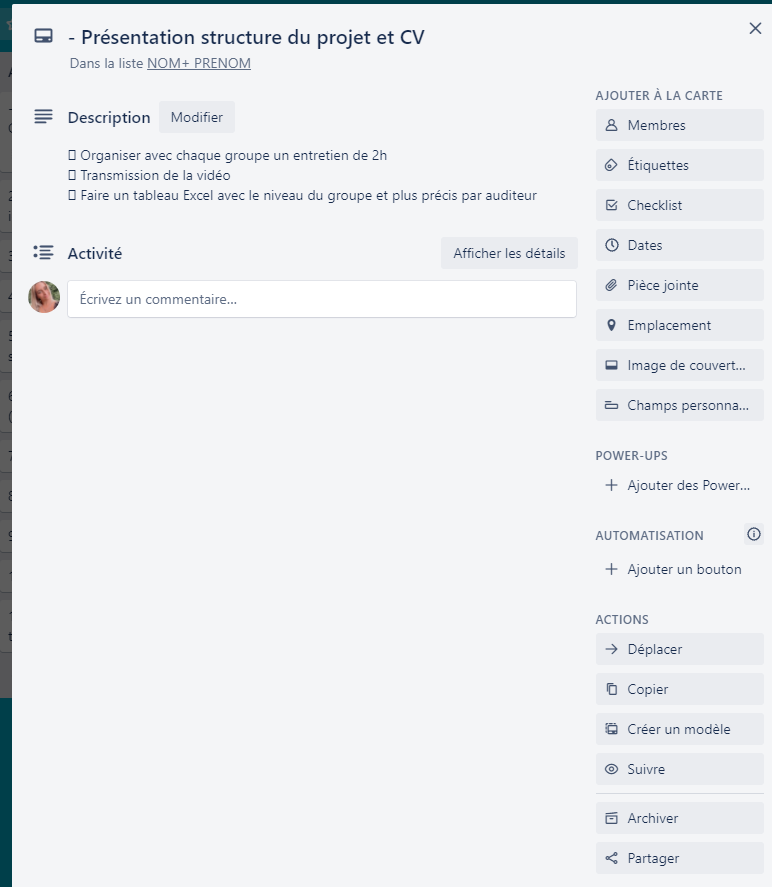 - Présentation structure du projet et CV
Dans la liste NOM+ PRENOM
Description Modifier
▯ Organiser avec chaque groupe un entretien de 2h
▯ Transmission de la vidéo
▯ Faire un tableau Excel avec le niveau du groupe et plus précis par auditeur
Activité Afficher les détails
Écrivez un commentaire…
AJOUTER À LA CARTE
Membres
Étiquettes
Checklist
Dates
Pièce jointe
Emplacement
Image de couvert...
Champs personna...
POWER-UPS
+ Ajouter des Power...
AUTOMATISATION
+ Ajouter un bouton
ACTIONS
Déplacer
Copier
Créer un modèle
Suivre
Archiver
Partager